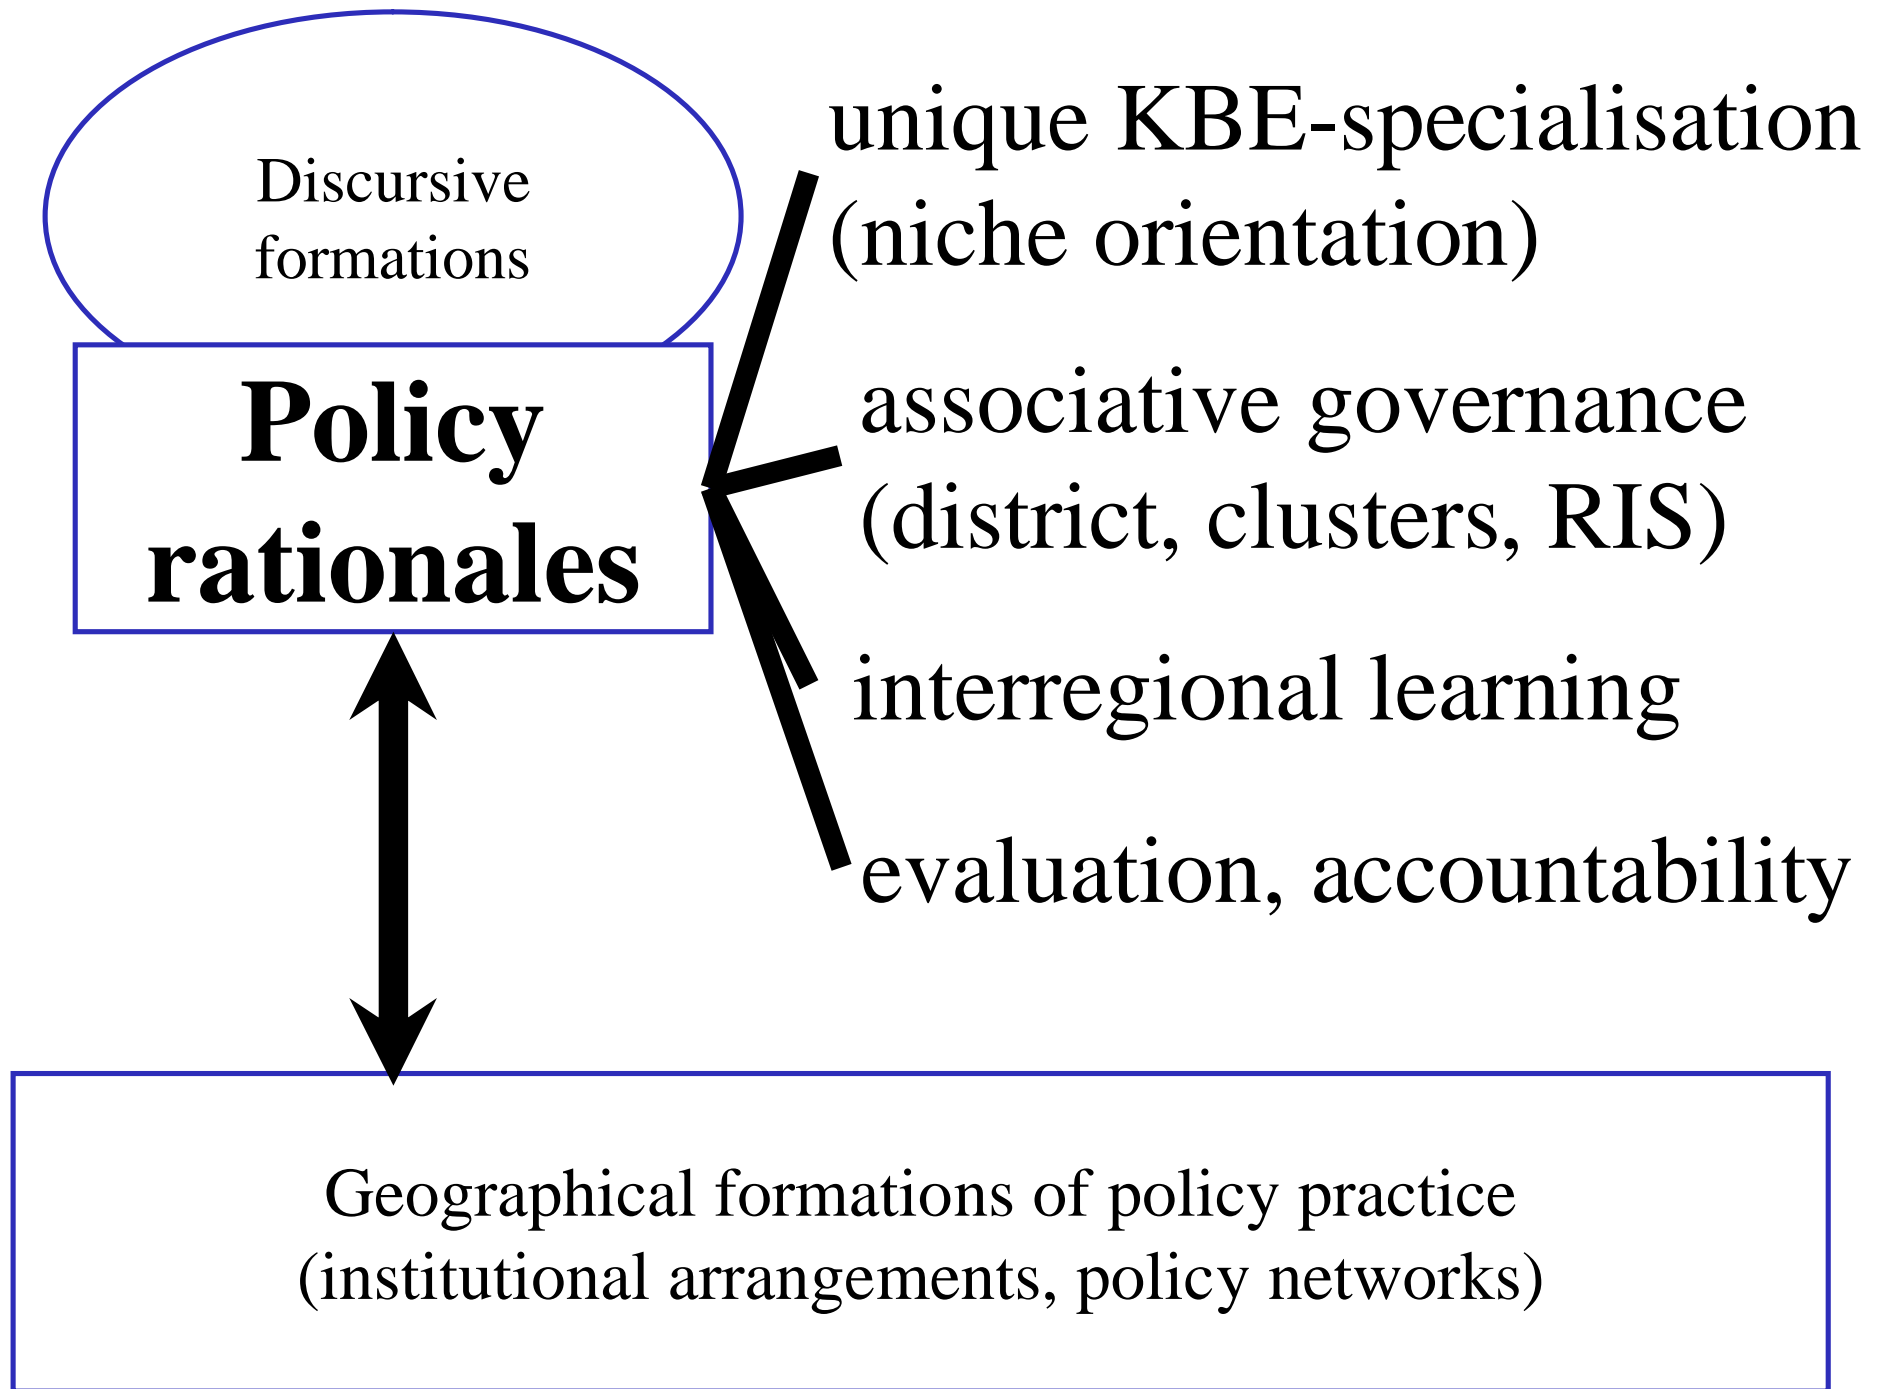 Discursive
formations
Policy
rationales
unique KBE-specialisation
(niche orientation)
associative governance
(district, clusters, RIS)
interregional learning
evaluation, accountability
Geographical formations of policy practice
(institutional arrangements, policy networks)